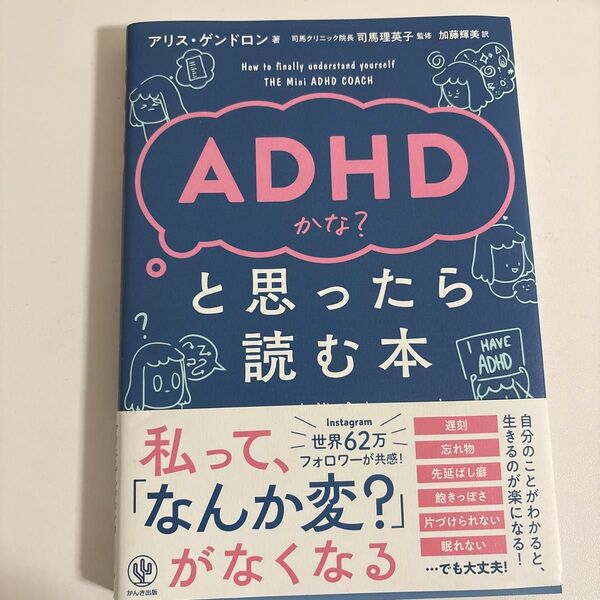 アリス・ゲンドロン 著 司馬クリニック院長 司馬理英子 監修 加藤輝美 訳
How to finally understand yourself
THE Mini ADHD COACH
ADHD
かな?
と思ったら
読む本
?
I HAVE
ADHD
Instagram
世界62万
フォロワーが共感!
私って、
「なんか変?」
がなくなる
遅刻
忘れ物
先延ばし癖
飽きっぽさ
片づけられない
眠れない
…でも大丈夫!
自分のことがわかると、
生きるのが楽になる!
かんき出版